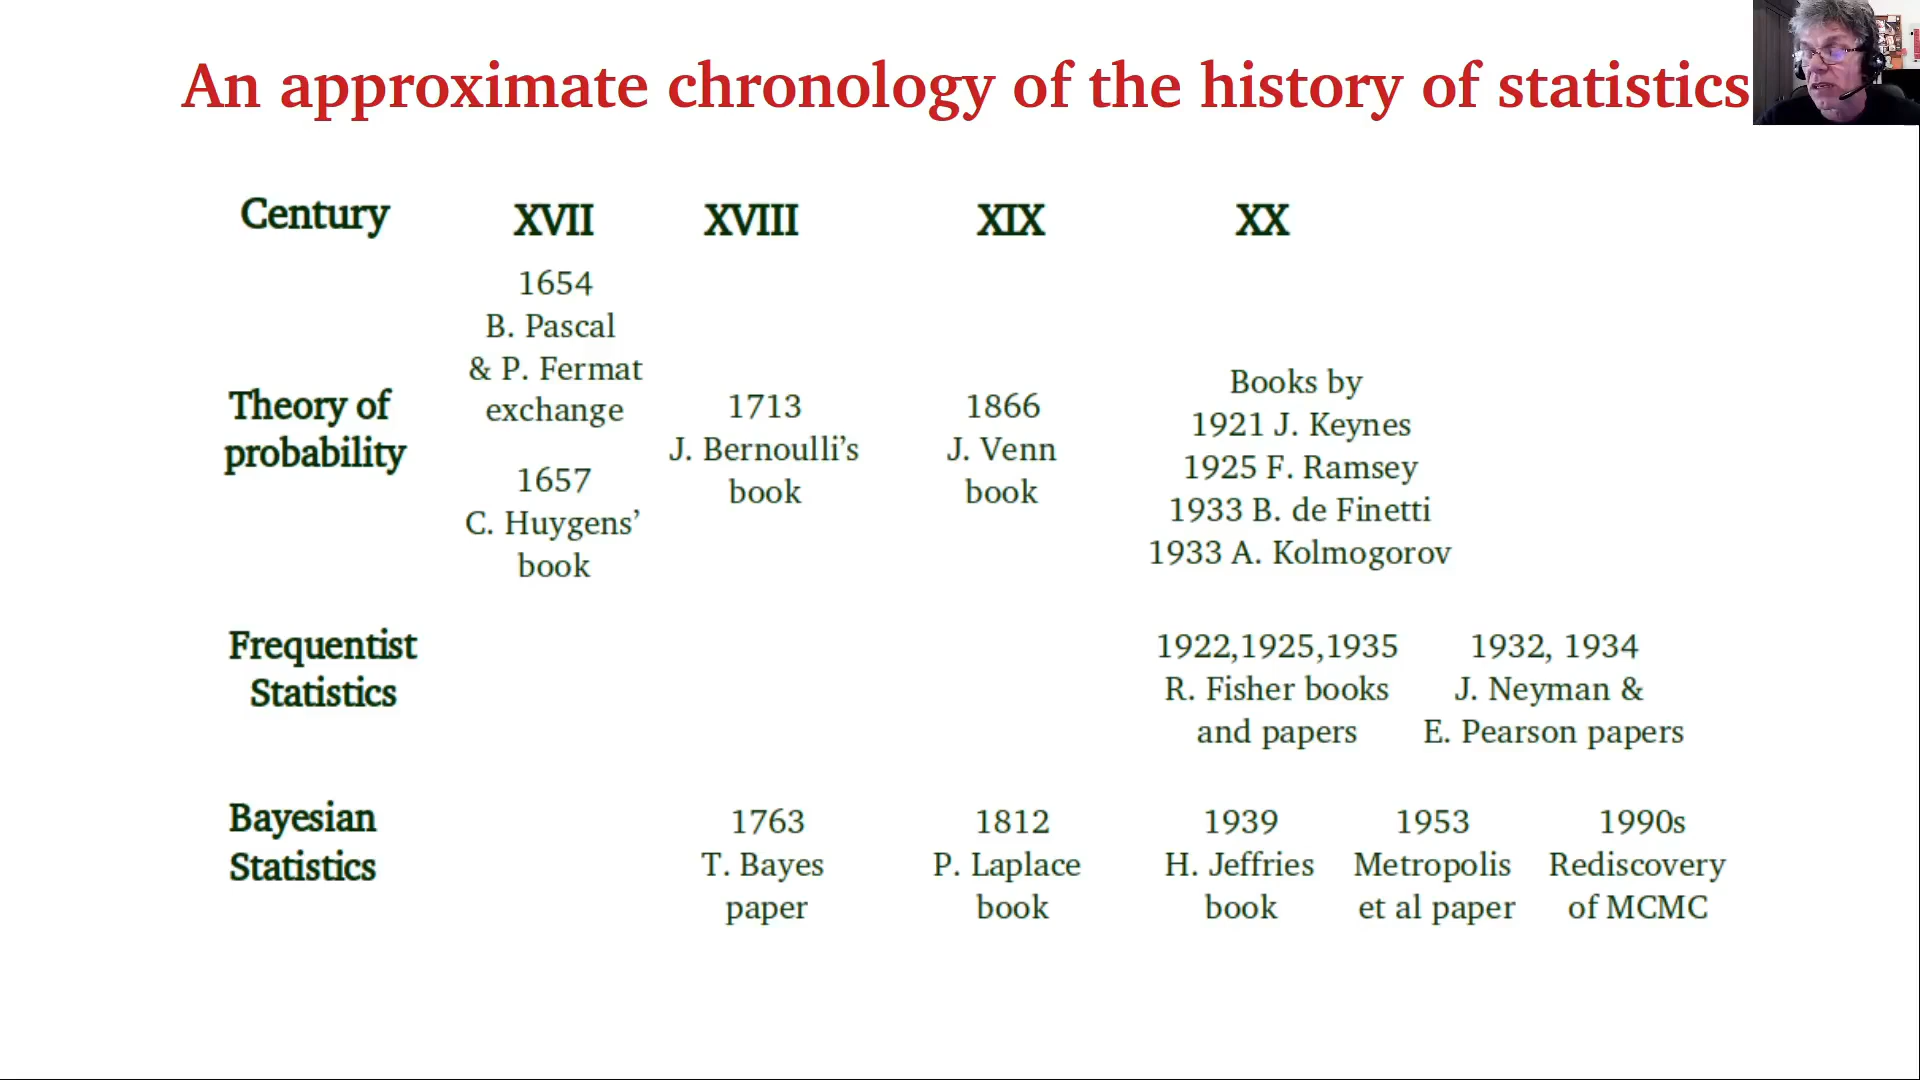 An approximate chronology of the history of statistics
Century XVII XVIII XIX XX
Theory of
probability
1654
B. Pascal
& P. Fermat
exchange
1657
C. Huygens’
book
1713
J. Bernoulli’s
book
1866
J. Venn
book
Books by
1921 J. Keynes
1925 F. Ramsey
1933 B. de Finetti
1933 A. Kolmogorov
Frequentist
Statistics
1922,1925,1935
R. Fisher books
and papers
1932, 1934
J. Neyman &
E. Pearson papers
Bayesian
Statistics
1763
T. Bayes
paper
1812
P. Laplace
book
1939
H. Jeffries
book
1953
Metropolis
et al paper
1990s
Rediscovery
of MCMC